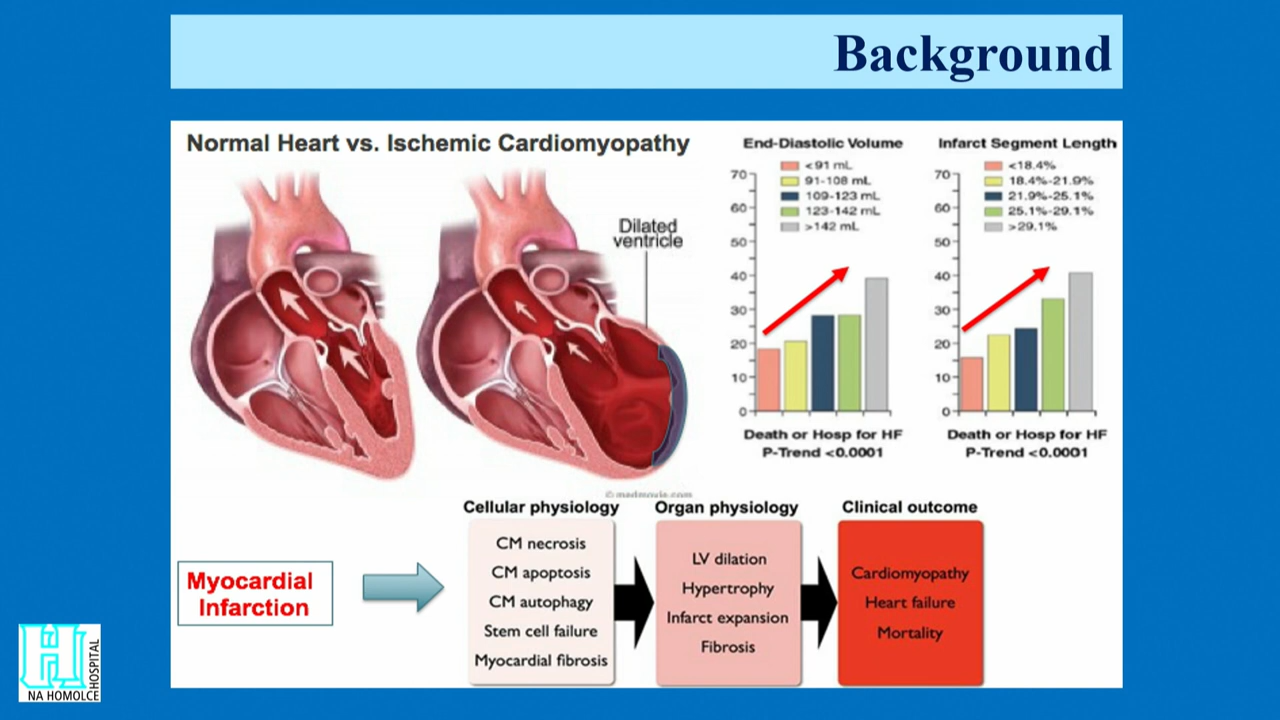 Background
Normal Heart vs. Ischemic Cardiomyopathy
Dilated
ventricle
© medmovie.com
End-Diastolic Volume
<91 mL
91-108 mL
109-123 mL
123-142 mL
>142 mL
70
60
50
40
30
20
10
0
Death or Hosp for HF
P-Trend <0.0001
Infarct Segment Length
<18.4%
18.4%-21.9%
21.9%-25.1%
25.1%-29.1%
>29.1%
70
60
50
40
30
20
10
0
Death or Hosp for HF
P-Trend <0.0001
Myocardial
Infarction
Cellular physiology
CM necrosis
CM apoptosis
CM autophagy
Stem cell failure
Myocardial fibrosis
Organ physiology
LV dilation
Hypertrophy
Infarct expansion
Fibrosis
Clinical outcome
Cardiomyopathy
Heart failure
Mortality
H
NA HOMOLCE
HOSPITAL